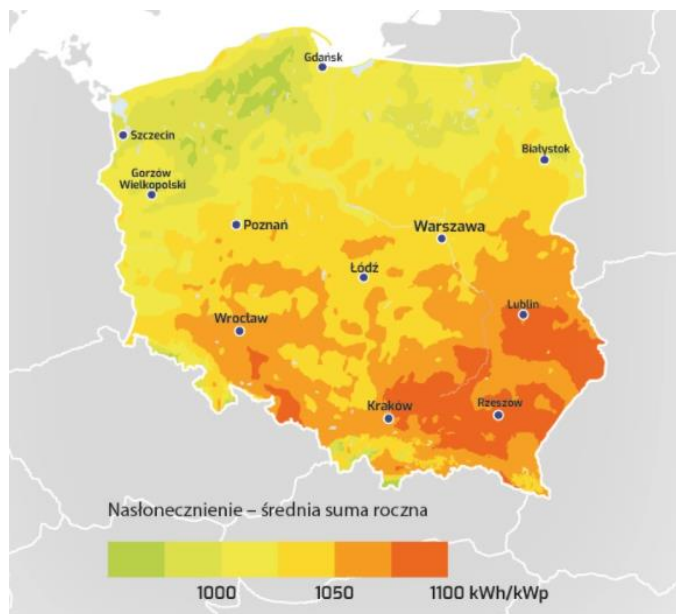 Gdańsk
Szczecin
Białystok
Gorzów
Wielkopolski
Poznań
Warszawa
Łódź
Lublin
Wrocław
Kraków
Rzeszów
Nasłonecznienie – średnia suma roczna
1000 1050 1100 kWh/kWp